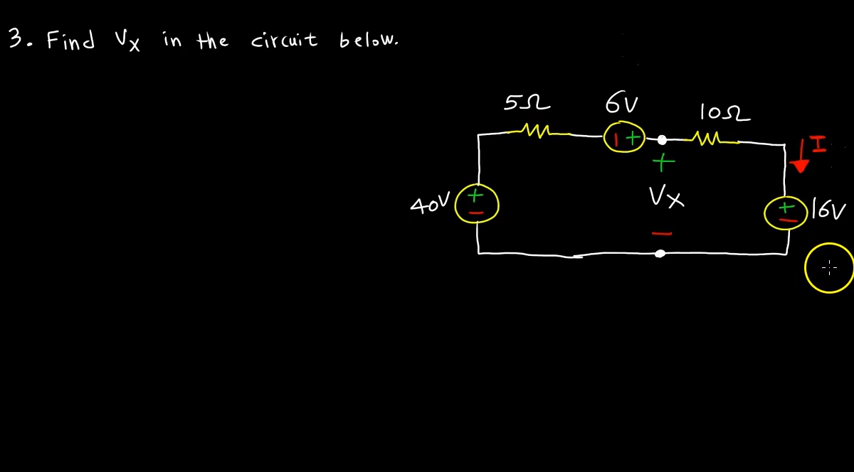 3. Find Vx in the circuit below.
5Ω
6V
10Ω
I
- +
+
40V
+
-
Vx
+
-
16V
-